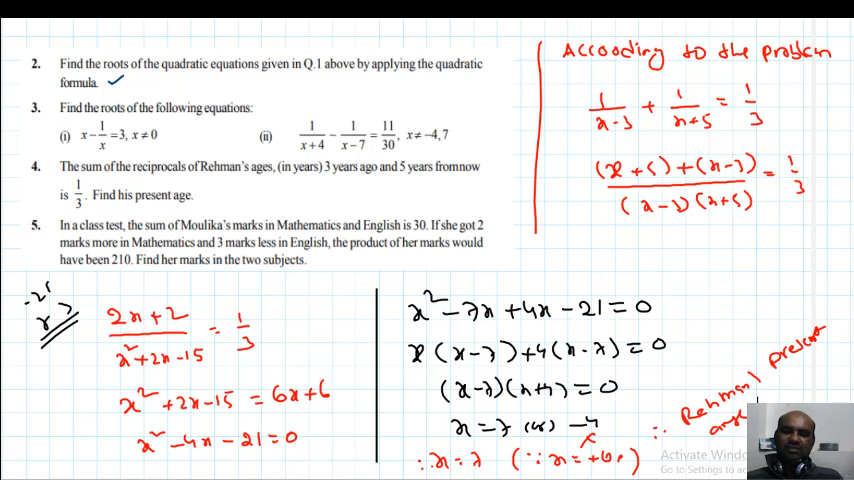 2. Find the roots of the quadratic equations given in Q.1 above by applying the quadratic
formula.
3. Find the roots of the following equations:
(i) x − 1/x = 3, x ≠ 0 (ii) 1/(x+4) − 1/(x−7) = 11/30, x ≠ −4, 7
4. The sum of the reciprocals of Rehman's ages, (in years) 3 years ago and 5 years from now
is 1/3. Find his present age.
5. In a class test, the sum of Moulika's marks in Mathematics and English is 30. If she got 2
marks more in Mathematics and 3 marks less in English, the product of her marks would
have been 210. Find her marks in the two subjects.
According to the problem
1/(x-3) + 1/(x+5) = 1/3
((x+5)+(x-3))/((x-3)(x+5)) = 1/3
-21
(2x+2)/(x²+2x-15) = 1/3
x²+2x-15 = 6x+6
x²-4x-21=0
x²-7x+4x-21=0
x(x-7)+4(x-7)=0
(x-7)(x+4)=0
x=7 (or) -4
∴ x=7 (∵ x=+ve)
∴ Rehman's present
Activate Windows
Go to Settings to